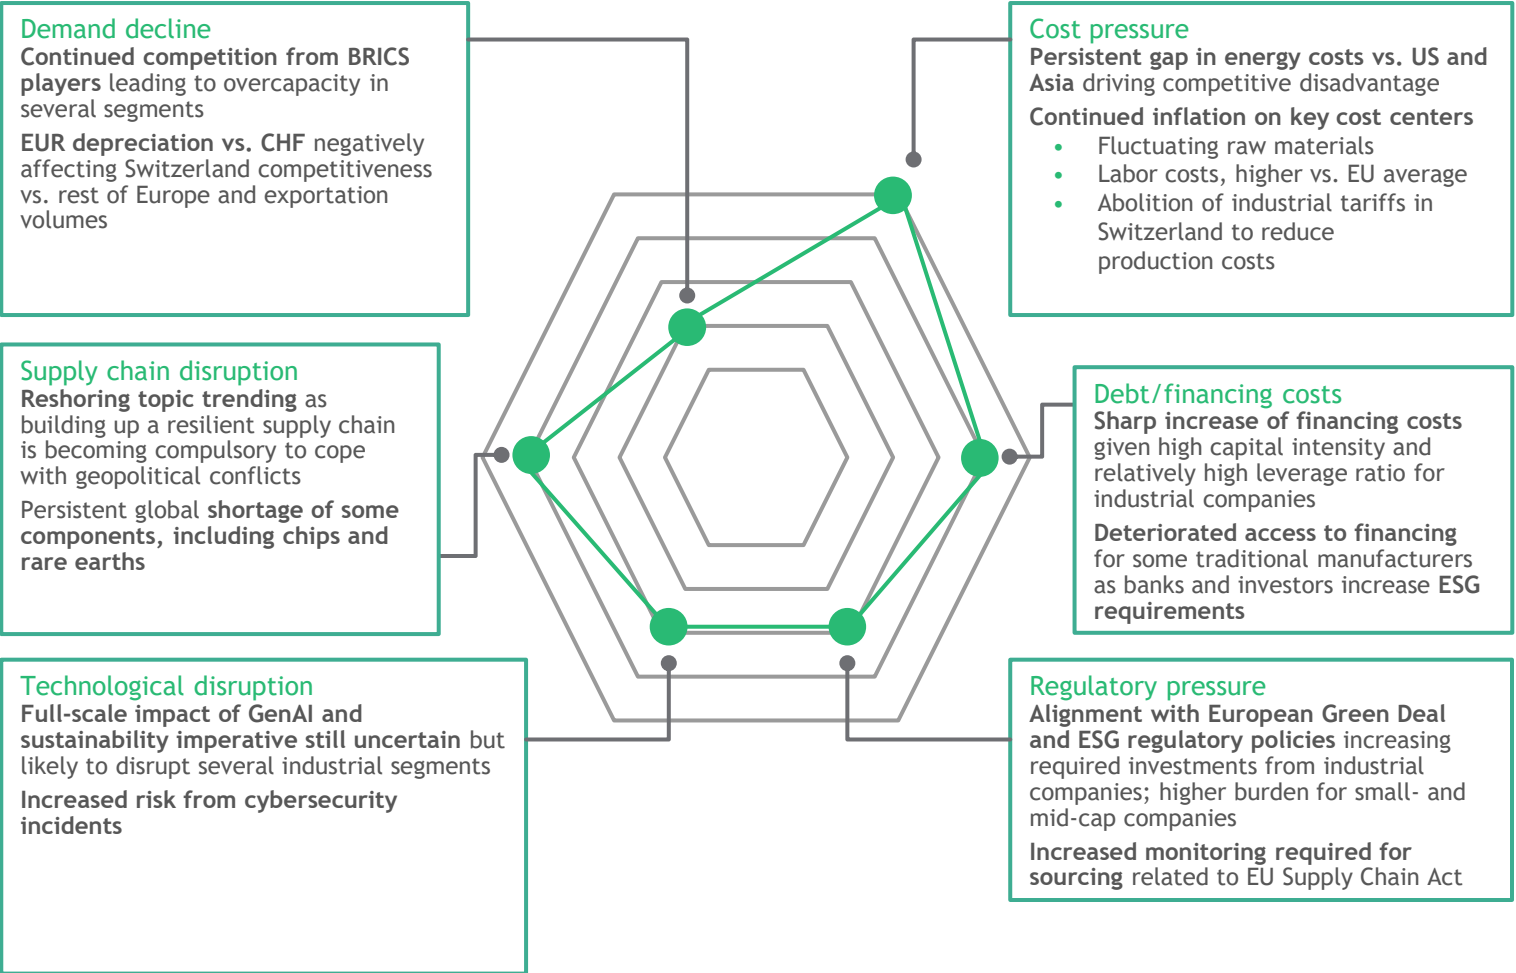 Demand decline
Continued competition from BRICS
players leading to overcapacity in
several segments
EUR depreciation vs. CHF negatively
affecting Switzerland competitiveness
vs. rest of Europe and exportation
volumes
Cost pressure
Persistent gap in energy costs vs. US and
Asia driving competitive disadvantage
Continued inflation on key cost centers
• Fluctuating raw materials
• Labor costs, higher vs. EU average
• Abolition of industrial tariffs in
Switzerland to reduce
production costs
Supply chain disruption
Reshoring topic trending as
building up a resilient supply chain
is becoming compulsory to cope
with geopolitical conflicts
Persistent global shortage of some
components, including chips and
rare earths
Debt/financing costs
Sharp increase of financing costs
given high capital intensity and
relatively high leverage ratio for
industrial companies
Deteriorated access to financing
for some traditional manufacturers
as banks and investors increase ESG
requirements
Technological disruption
Full-scale impact of GenAI and
sustainability imperative still uncertain but
likely to disrupt several industrial segments
Increased risk from cybersecurity
incidents
Regulatory pressure
Alignment with European Green Deal
and ESG regulatory policies increasing
required investments from industrial
companies; higher burden for small- and
mid-cap companies
Increased monitoring required for
sourcing related to EU Supply Chain Act